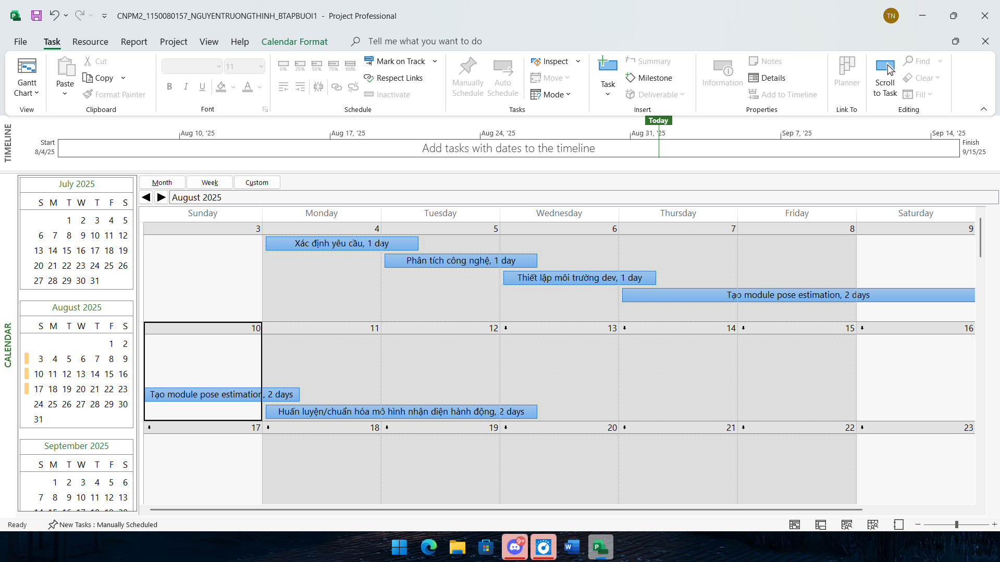 CNPM2_1150080157_NGUYENTRUONGTHINH_BTAPBUOI1 - Project Professional
TN
File Task Resource Report Project View Help Calendar Format Tell me what you want to do
Gantt Chart
View
Paste
Cut
Copy
Format Painter
Clipboard
11
B I U A
Font
0% 25% 50% 75% 100%
Mark on Track
Respect Links
Inactivate
Schedule
Manually Schedule
Auto Schedule
Inspect
Move
Mode
Tasks
Task
Summary
Milestone
Deliverable
Insert
Information
Notes
Details
Add to Timeline
Properties
Planner
Link To
Scroll to Task
Find
Clear
Fill
Editing
TIMELINE
Today
Aug 10, '25 Aug 17, '25 Aug 24, '25 Aug 31, '25 Sep 7, '25 Sep 14, '25
Start
8/4/25
Add tasks with dates to the timeline
Finish
9/15/25
CALENDAR
July 2025
S M T W T F S
1 2 3 4 5
6 7 8 9 10 11 12
13 14 15 16 17 18 19
20 21 22 23 24 25 26
27 28 29 30 31
August 2025
S M T W T F S
1 2
3 4 5 6 7 8 9
10 11 12 13 14 15 16
17 18 19 20 21 22 23
24 25 26 27 28 29 30
31
September 2025
S M T W T F S
1 2 3 4 5 6
7 8 9 10 11 12 13
Month Week Custom
August 2025
Sunday Monday Tuesday Wednesday Thursday Friday Saturday
3 4 5 6 7 8 9
Xác định yêu cầu, 1 day
Phân tích công nghệ, 1 day
Thiết lập môi trường dev, 1 day
Tạo module pose estimation, 2 days
10 11 12 13 14 15 16
Tạo module pose estimation, 2 days
Huấn luyện/chuẩn hóa mô hình nhận diện hành động, 2 days
17 18 19 20 21 22 23
Ready New Tasks : Manually Scheduled
9+